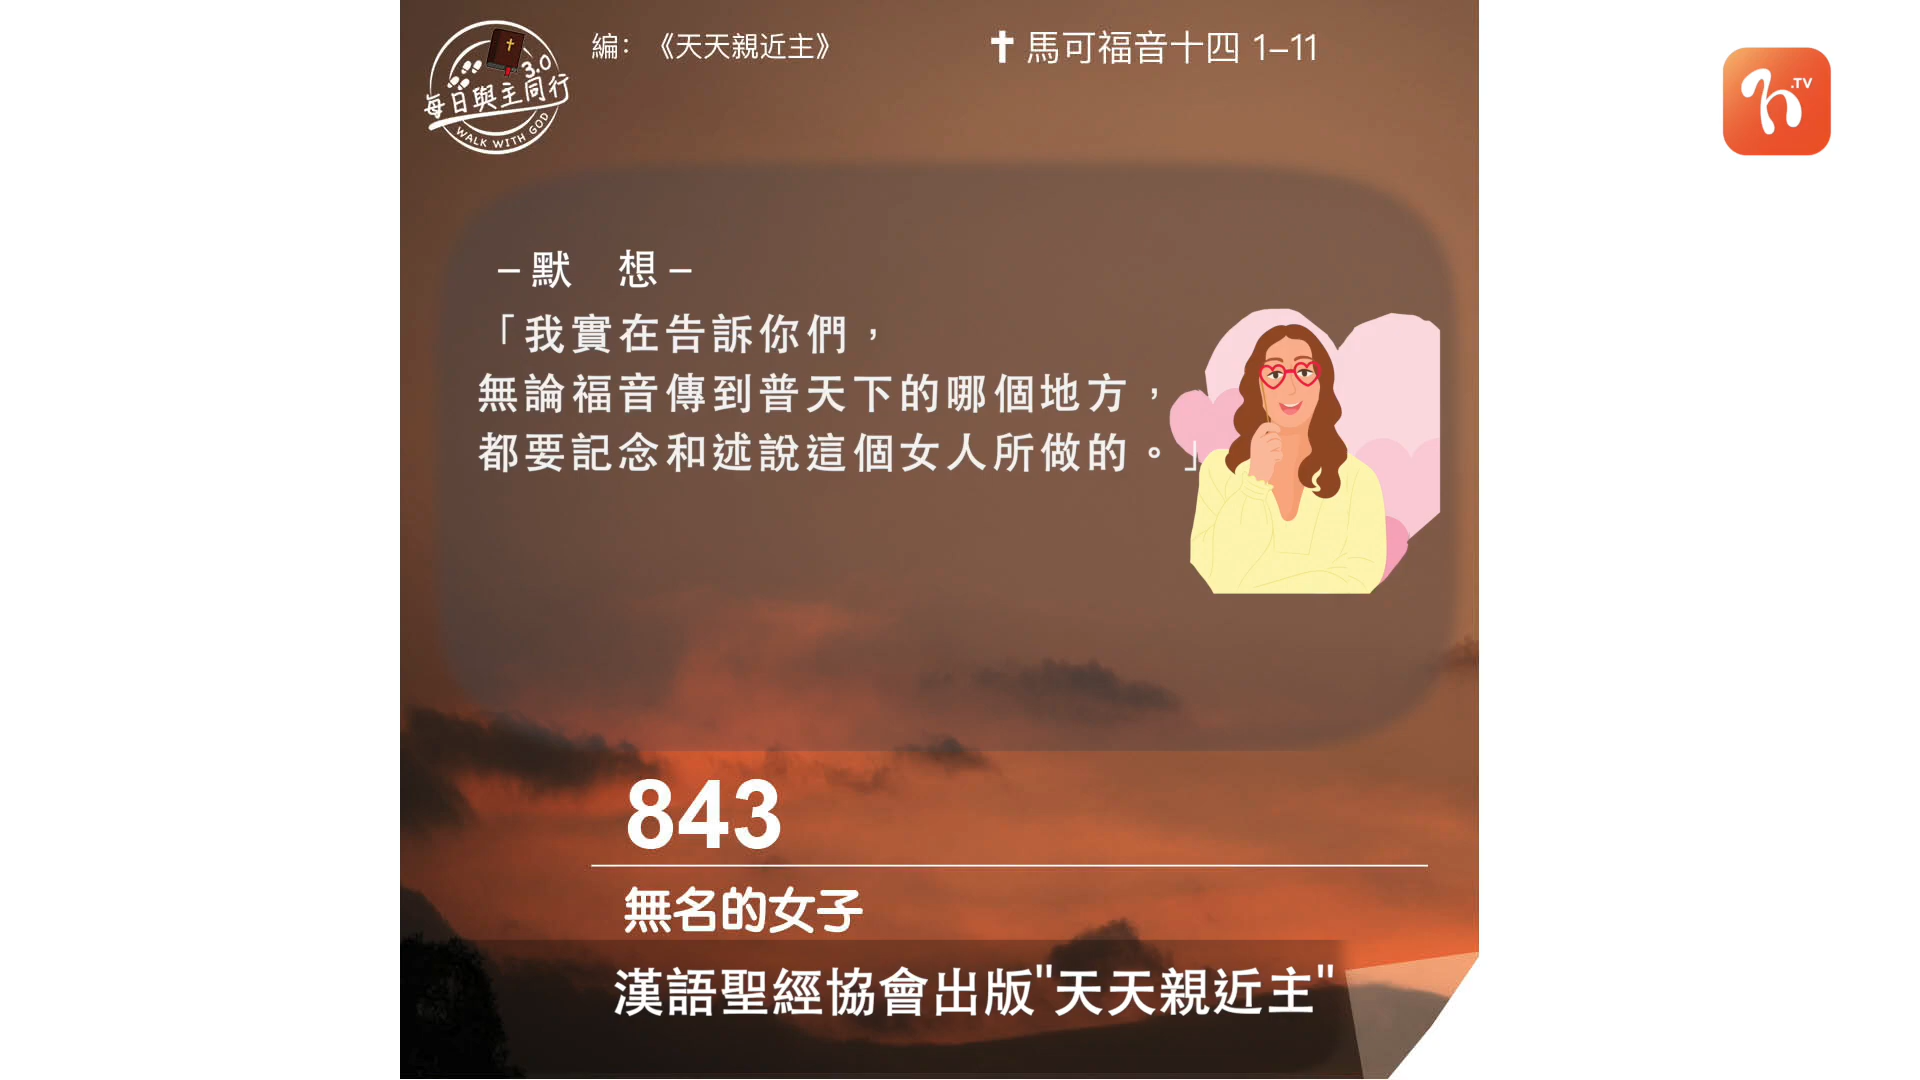 3.0
每日與主同行
WALK WITH GOD
編：《天天親近主》
馬可福音十四 1–11
.TV
–默　想–
「我實在告訴你們，
無論福音傳到普天下的哪個地方，
都要記念和述說這個女人所做的。」
843
無名的女子
漢語聖經協會出版"天天親近主"